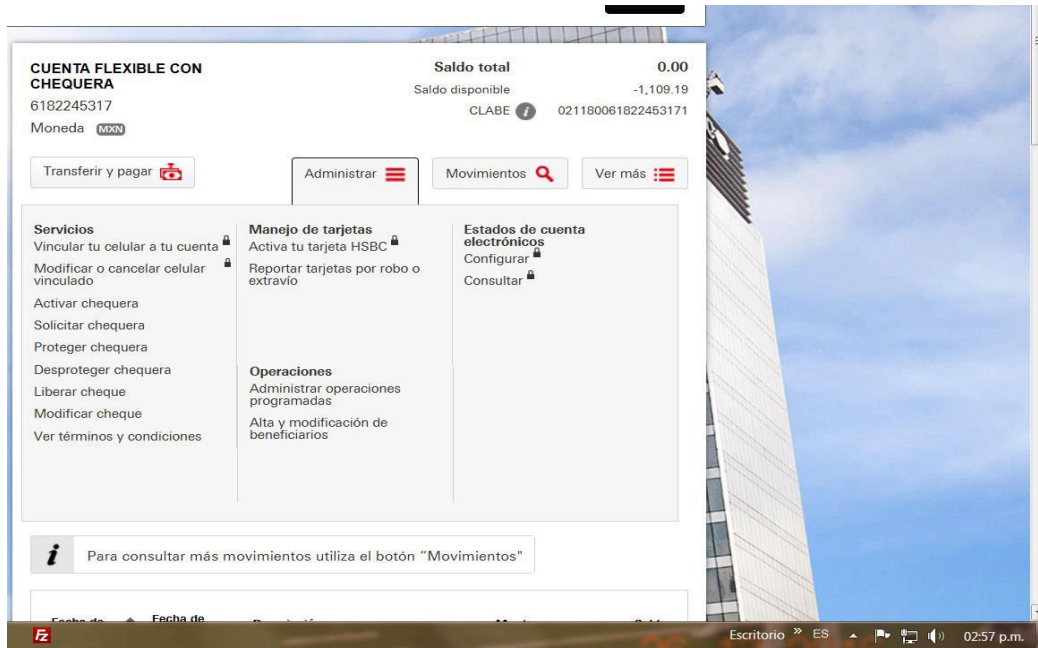 CUENTA FLEXIBLE CON
CHEQUERA
6182245317
Moneda MXN
Saldo total 0.00
Saldo disponible -1,109.19
CLABE i 021180061822453171
Transferir y pagar
Administrar
Movimientos
Ver más
Servicios
Vincular tu celular a tu cuenta
Modificar o cancelar celular
vinculado
Activar chequera
Solicitar chequera
Proteger chequera
Desproteger chequera
Liberar cheque
Modificar cheque
Ver términos y condiciones
Manejo de tarjetas
Activa tu tarjeta HSBC
Reportar tarjetas por robo o
extravío
Operaciones
Administrar operaciones
programadas
Alta y modificación de
beneficiarios
Estados de cuenta
electrónicos
Configurar
Consultar
i Para consultar más movimientos utiliza el botón "Movimientos"
Fecha de
Fecha de
Fz
Escritorio » ES 02:57 p.m.